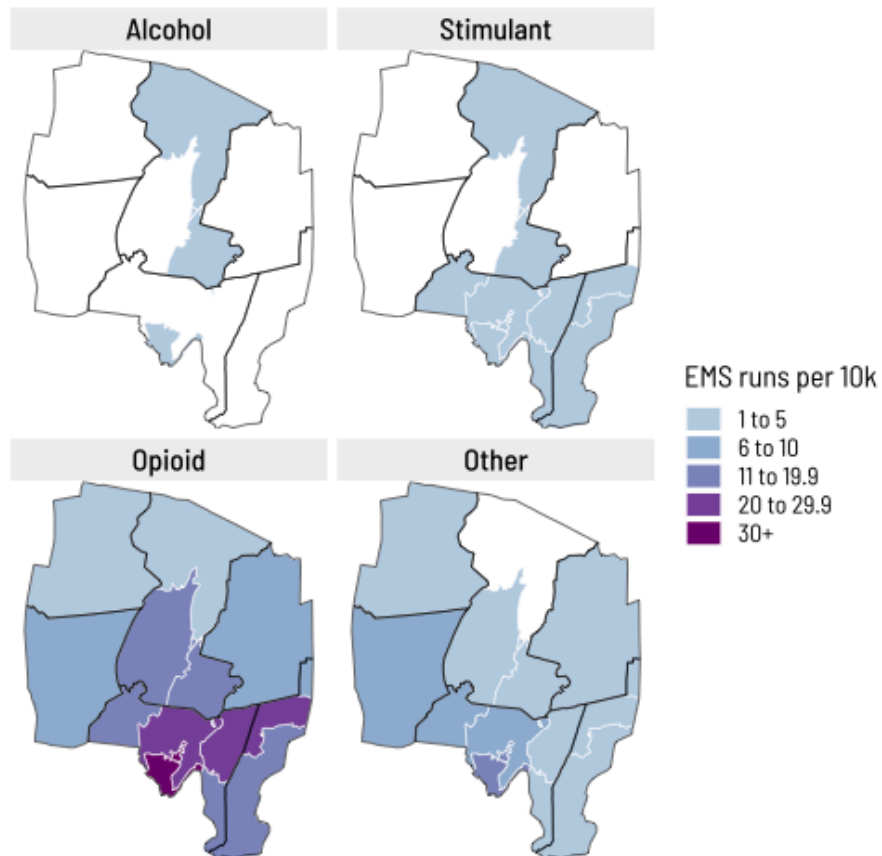 Alcohol
Stimulant
EMS runs per 10k
1 to 5
6 to 10
11 to 19.9
20 to 29.9
30+
Opioid
Other